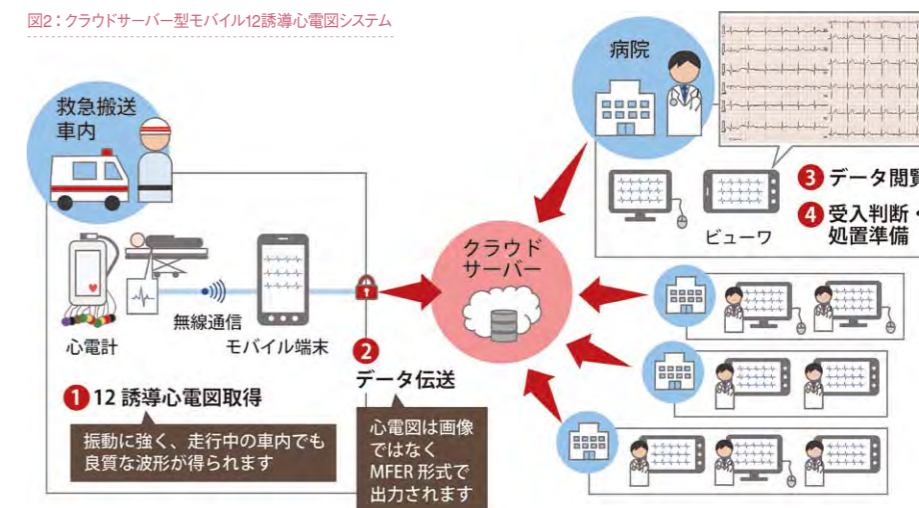 図2：クラウドサーバー型モバイル12誘導心電図システム
救急搬送
車内
心電計
無線通信
モバイル端末
❶ 12 誘導心電図取得
振動に強く、走行中の車内でも
良質な波形が得られます
❷
データ伝送
心電図は画像
ではなく
MFER 形式で
出力されます
クラウド
サーバー
病院
ビューワ
❸ データ閲覧
❹ 受入判断・
処置準備